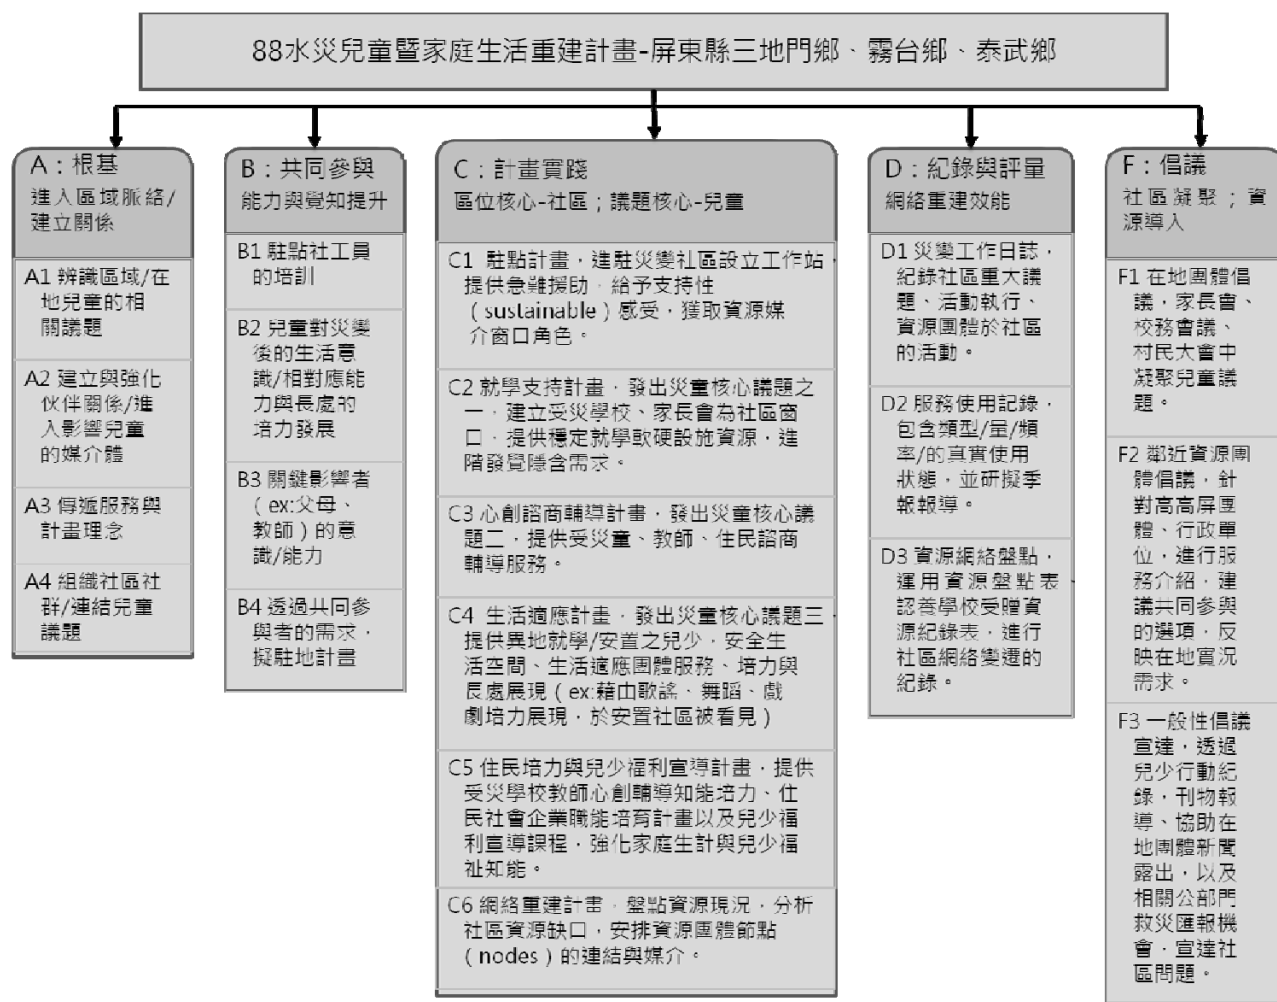 88水災兒童暨家庭生活重建計畫-屏東縣三地門鄉、霧台鄉、泰武鄉
A：根基
進入區域脈絡/
建立關係
A1 辨識區域/在
地兒童的相
關議題
A2 建立與強化
伙伴關係/進
入影響兒童
的媒介體
A3 傳遞服務與
計畫理念
A4 組織社區社
群/連結兒童
議題
B：共同參與
能力與覺知提升
B1 駐點社工員
的培訓
B2 兒童對災變
後的生活意
識/相對應能
力與長處的
培力發展
B3 關鍵影響者
（ex:父母、
教師）的意
識/能力
B4 透過共同參
與者的需求，
擬駐地計畫
C：計畫實踐
區位核心-社區；議題核心-兒童
C1 駐點計畫，進駐災變社區設立工作站，
提供急難援助，給予支持性
（sustainable）感受，獲取資源媒
介窗口角色。
C2 就學支持計畫，發出災童核心議題之
一，建立受災學校、家長會為社區窗
口，提供穩定就學軟硬設施資源，進
階發覺隱含需求。
C3 心創諮商輔導計畫，發出災童核心議
題二，提供受災童、教師、住民諮商
輔導服務。
C4 生活適應計畫，發出災童核心議題三，
提供異地就學/安置之兒少，安全生
活空間、生活適應團體服務、培力與
長處展現（ex:藉由歌謠、舞蹈、戲
劇培力展現，於安置社區被看見）
C5 住民培力與兒少福利宣導計畫，提供
受災學校教師心創輔導知能培力、住
民社會企業職能培育計畫以及兒少福
利宣導課程，強化家庭生計與兒少福
祉知能。
C6 網絡重建計畫，盤點資源現況，分析
社區資源缺口，安排資源團體節點
（nodes）的連結與媒介。
D：紀錄與評量
網絡重建效能
D1 災變工作日誌，
紀錄社區重大議
題、活動執行、
資源團體於社區
的活動。
D2 服務使用記錄，
包含類型/量/頻
率/的真實使用
狀態，並研擬季
報報導。
D3 資源網絡盤點，
運用資源盤點表、
認養學校受贈資
源紀錄表，進行
社區網絡變遷的
紀錄。
F：倡議
社區凝聚；資
源導入
F1 在地團體倡
議，家長會、
校務會議、
村民大會中
凝聚兒童議
題。
F2 鄰近資源團
體倡議，針
對高高屏團
體、行政單
位，進行服
務介紹，建
議共同參與
的選項，反
映在地實況
需求。
F3 一般性倡議
宣達，透過
兒少行動紀
錄，刊物報
導、協助在
地團體新聞
露出，以及
相關公部門
救災匯報機
會，宣達社
區問題。